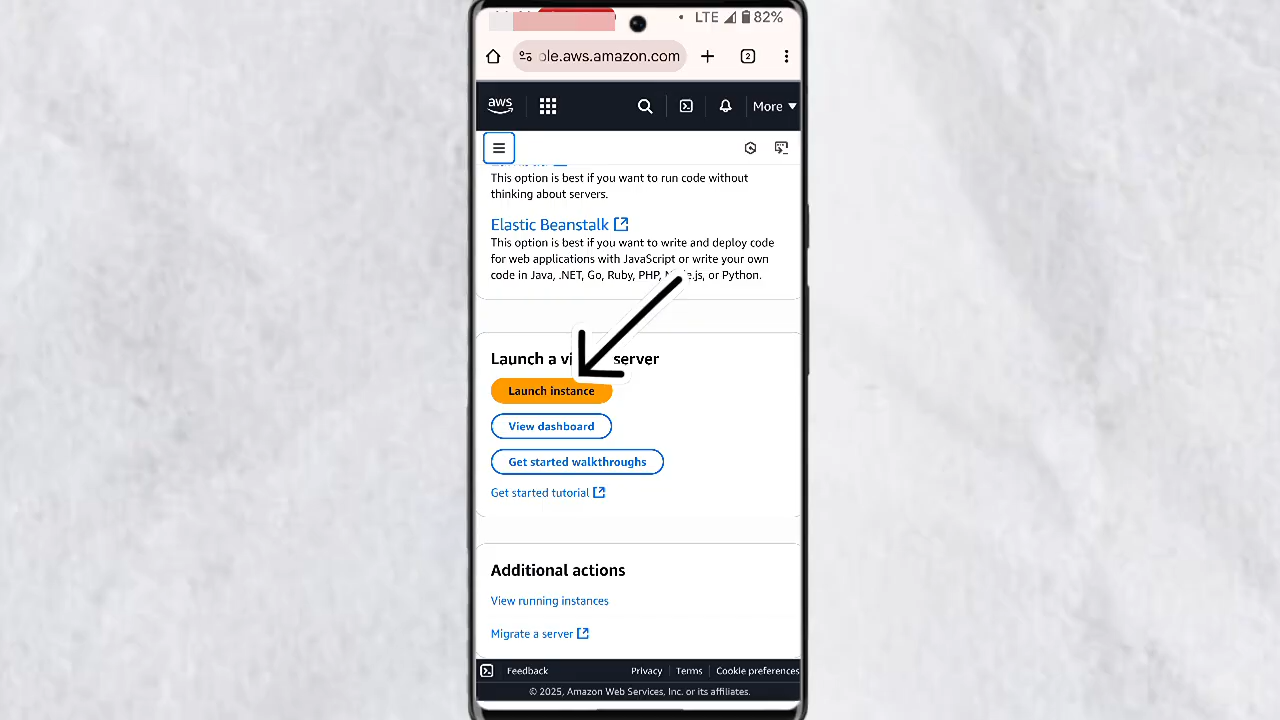 LTE 82%
ole.aws.amazon.com
2
aws
More
This option is best if you want to run code without
thinking about servers.
Elastic Beanstalk
This option is best if you want to write and deploy code
for web applications with JavaScript or write your own
code in Java, .NET, Go, Ruby, PHP, Node.js, or Python.
Launch a server
Launch instance
View dashboard
Get started walkthroughs
Get started tutorial
Additional actions
View running instances
Migrate a server
Feedback Privacy Terms Cookie preferences
© 2025, Amazon Web Services, Inc. or its affiliates.